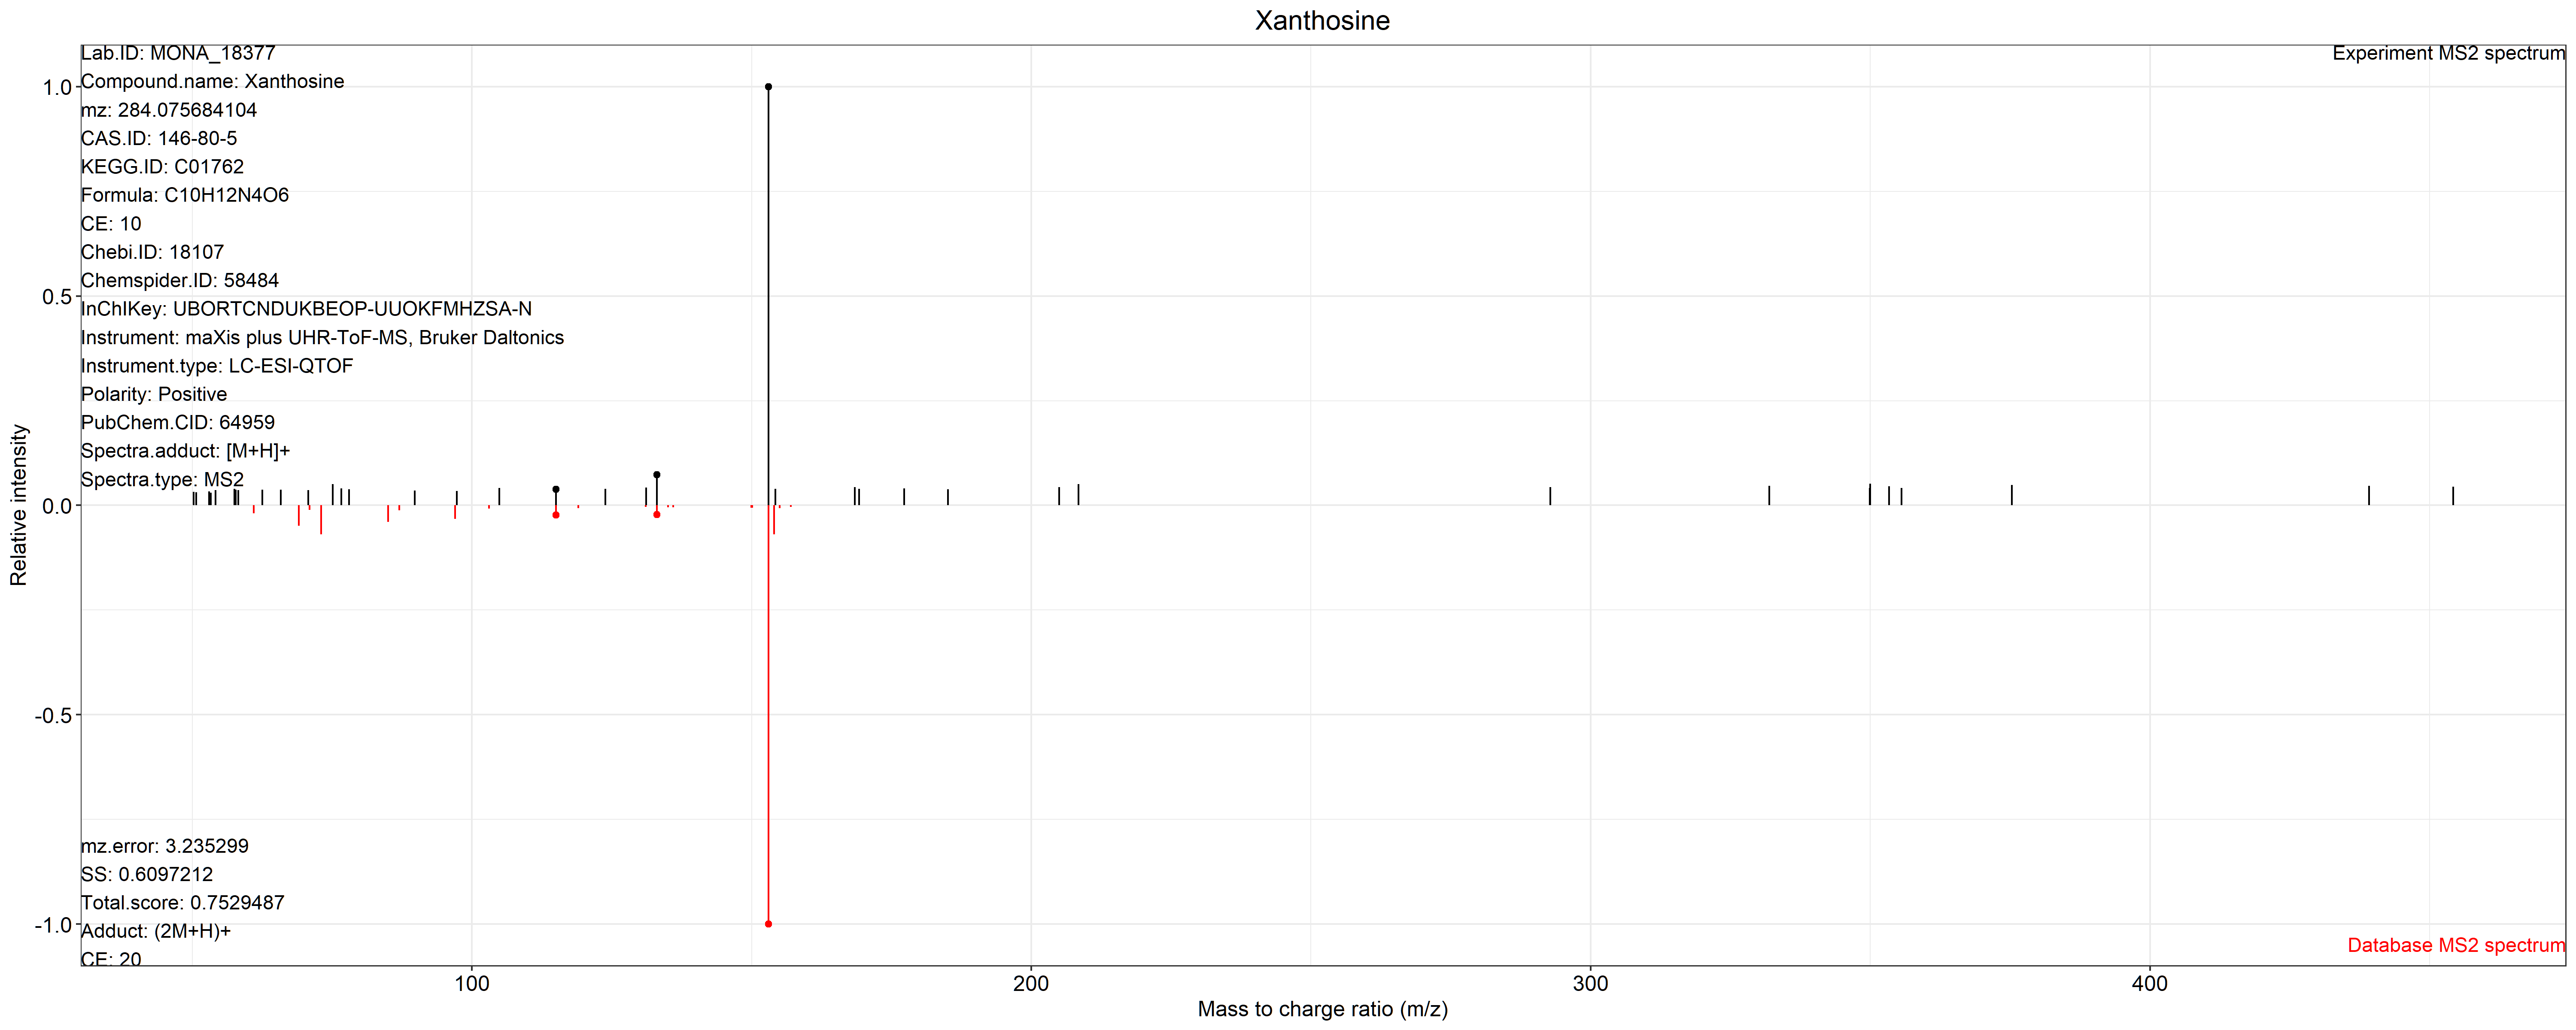 Xanthosine
Lab.ID: MONA_18377
Experiment MS2 spectrum
Compound.name: Xanthosine
mz: 284.075684104
CAS.ID: 146-80-5
KEGG.ID: C01762
Formula: C10H12N4O6
CE: 10
Chebi.ID: 18107
Chemspider.ID: 58484
InChIKey: UBORTCNDUKBEOP-UUOKFMHZSA-N
Instrument: maXis plus UHR-ToF-MS, Bruker Daltonics
Instrument.type: LC-ESI-QTOF
Polarity: Positive
PubChem.CID: 64959
Spectra.adduct: [M+H]+
Spectra.type: MS2
1.0
0.5
0.0
-0.5
-1.0
Relative intensity
mz.error: 3.235299
SS: 0.6097212
Total.score: 0.7529487
Adduct: (2M+H)+
CE: 20
Database MS2 spectrum
100
200
300
400
Mass to charge ratio (m/z)